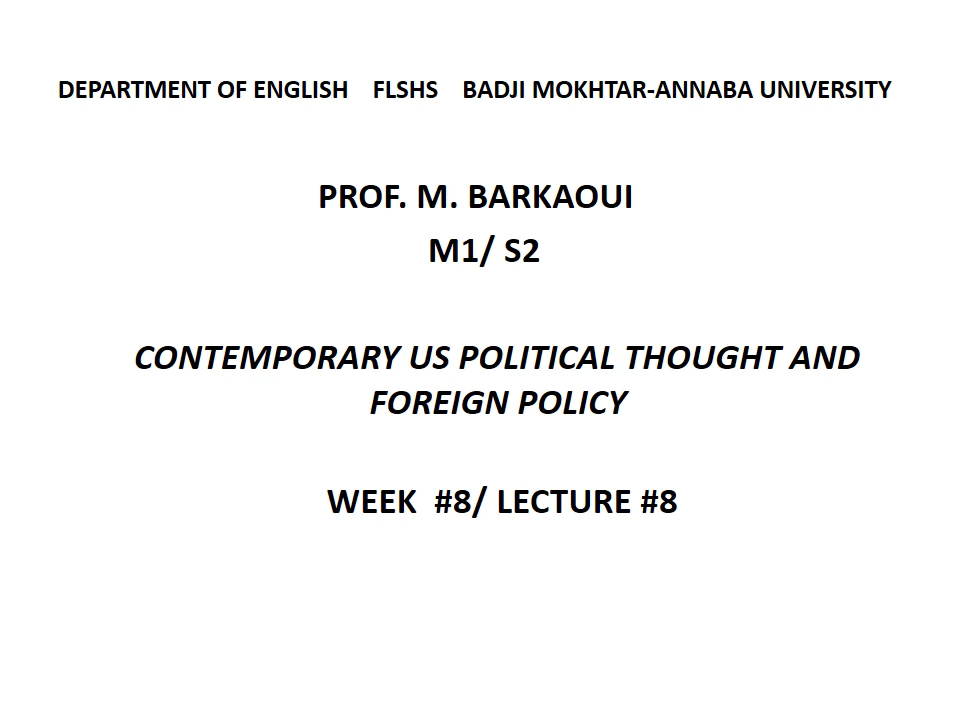 DEPARTMENT OF ENGLISH FLSHS BADJI MOKHTAR-ANNABA UNIVERSITY
PROF. M. BARKAOUI
M1/ S2
CONTEMPORARY US POLITICAL THOUGHT AND
FOREIGN POLICY
WEEK #8/ LECTURE #8